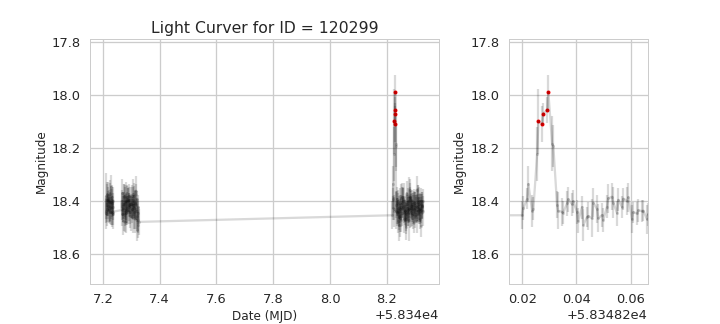 Light Curver for ID = 120299
Magnitude
17.8
18.0
18.2
18.4
18.6
7.2 7.4 7.6 7.8 8.0 8.2
Date (MJD)
+5.834e4
Magnitude
17.8
18.0
18.2
18.4
18.6
0.02 0.04 0.06
+5.83482e4